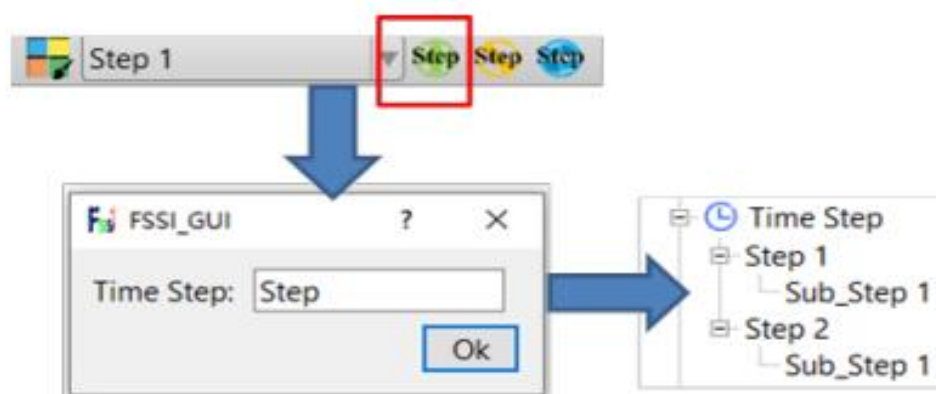 Step 1
Step Step Step
FSSI_GUI ? ×
Time Step: Step
Ok
Time Step
Step 1
Sub_Step 1
Step 2
Sub_Step 1